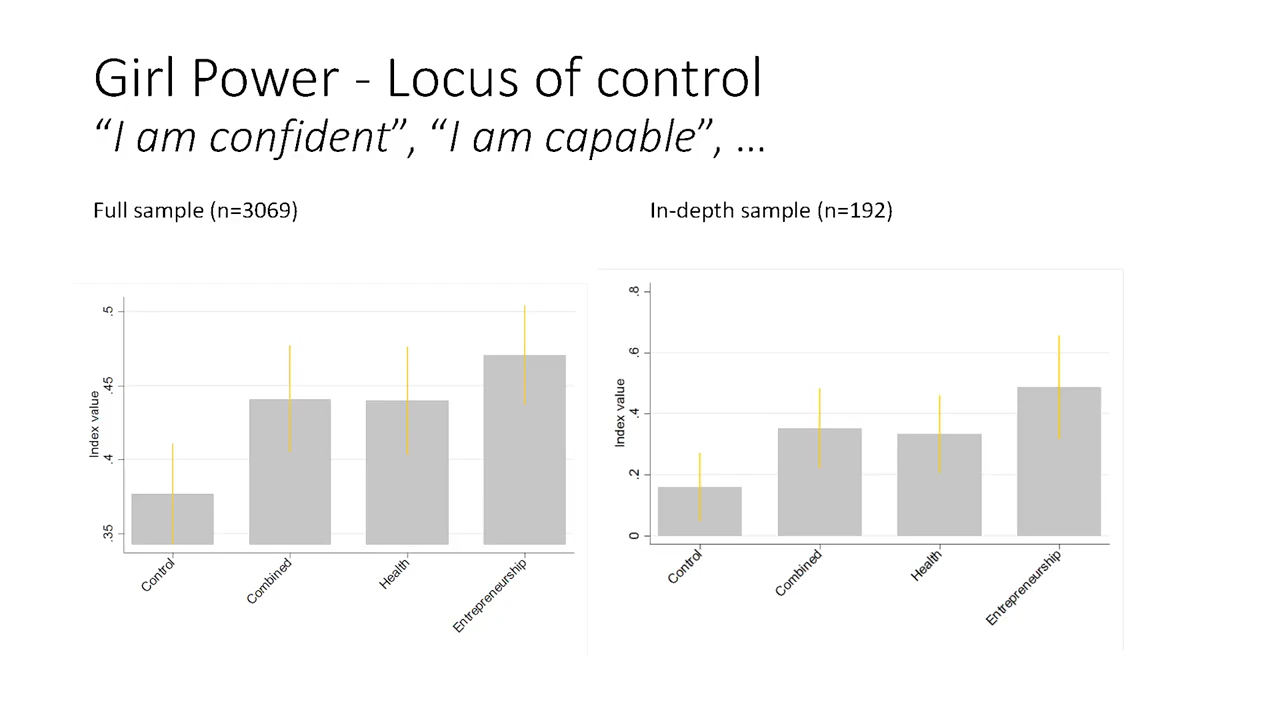 Girl Power - Locus of control
“I am confident”, “I am capable”, …
Full sample (n=3069)
In-depth sample (n=192)
Index value
.5
.45
.4
.35
Control
Combined
Health
Entrepreneurship
Index value
.8
.6
.4
.2
0
Control
Combined
Health
Entrepreneurship